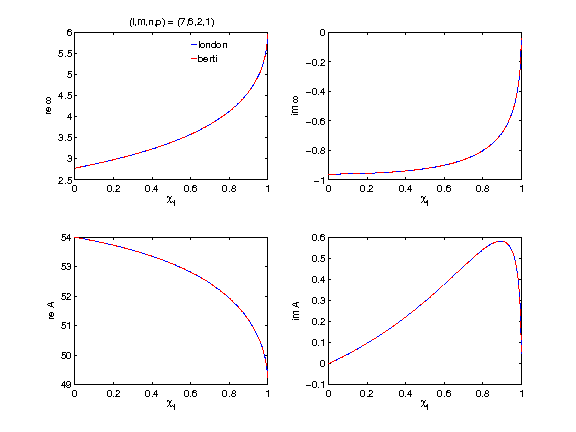 (l,m,n,p) = (7,6,2,1)
6
5.5
5
4.5
4
3.5
3
2.5
re ω
london
berti
0 0.2 0.4 0.6 0.8 1
χf
0
−0.2
−0.4
−0.6
−0.8
−1
im ω
0 0.2 0.4 0.6 0.8 1
χf
54
53
52
51
50
49
re A
0 0.2 0.4 0.6 0.8 1
χf
0.6
0.5
0.4
0.3
0.2
0.1
0
−0.1
im A
0 0.2 0.4 0.6 0.8 1
χf